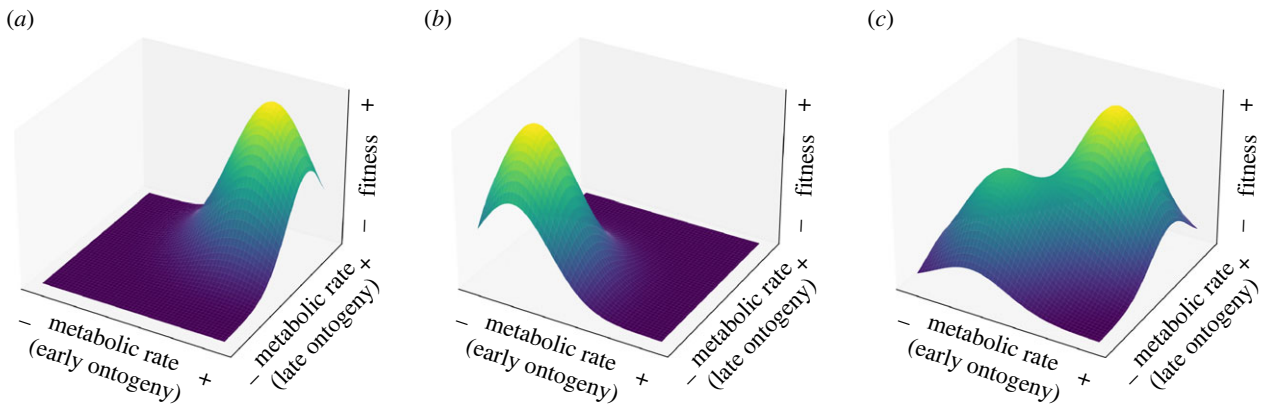 (a)
+
fitness
–
– metabolic rate +
(early ontogeny)
– metabolic rate +
(late ontogeny)
(b)
+
fitness
–
– metabolic rate +
(early ontogeny)
– metabolic rate +
(late ontogeny)
(c)
+
fitness
–
– metabolic rate +
(early ontogeny)
– metabolic rate +
(late ontogeny)